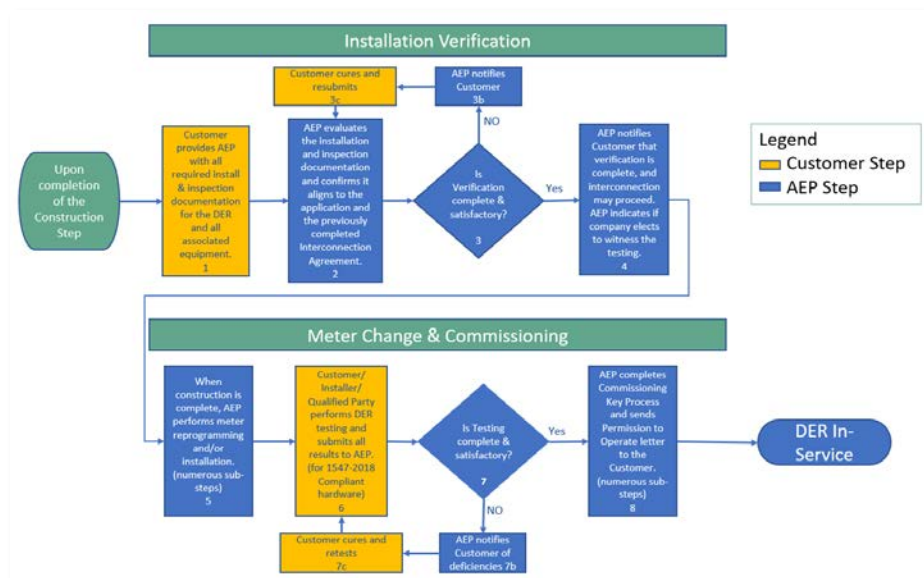 Installation Verification
Customer cures and
resubmits
3c
AEP notifies
Customer
3b
NO
Upon
completion
of the
Construction
Step
Customer
provides AEP
with all
required install
& inspection
documentation
for the DER
and all
associated
equipment.
1
AEP evaluates
the installation
and inspection
documentation
and confirms it
aligns to the
application and
the previously
completed
Interconnection
Agreement.
2
Is
Verification
complete &
satisfactory?
3
Yes
AEP notifies
Customer that
verification is
complete, and
interconnection
may proceed.
AEP indicates if
company elects
to witness the
testing.
4
Legend
Customer Step
AEP Step
Meter Change & Commissioning
When
construction is
complete, AEP
performs meter
reprogramming
and/or
installation.
(numerous sub-
steps)
5
Customer/
Installer/
Qualified Party
performs DER
testing and
submits all
results to AEP.
(for 1547-2018
Compliant
hardware)
6
Is Testing
complete &
satisfactory?
7
Yes
AEP completes
Commissioning
Key Process
and sends
Permission to
Operate letter
to the
Customer.
(numerous sub-
steps)
8
DER In-
Service
NO
Customer cures and
retests
7c
AEP notifies
Customer of
deficiencies 7b